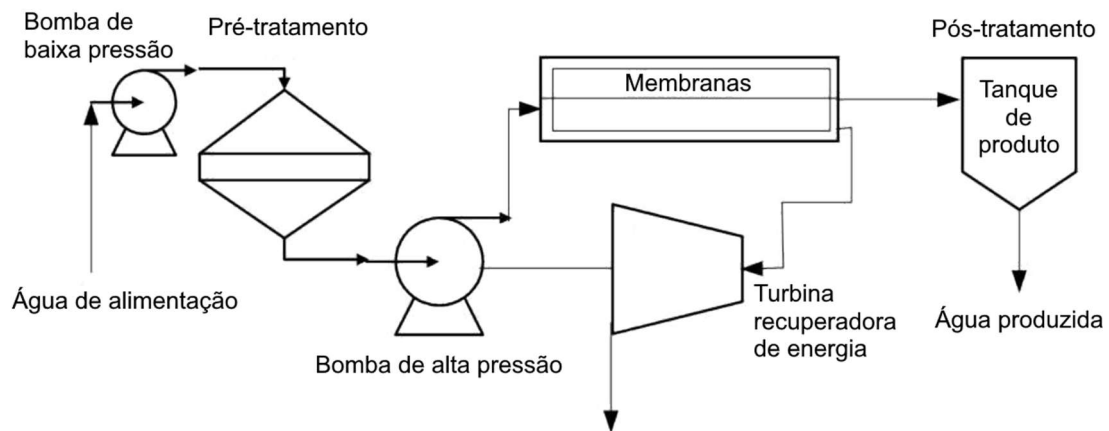 Bomba de
baixa pressão
Pré-tratamento
Membranas
Pós-tratamento
Tanque
de
produto
Água de alimentação
Bomba de alta pressão
Turbina
recuperadora
de energia
Água produzida